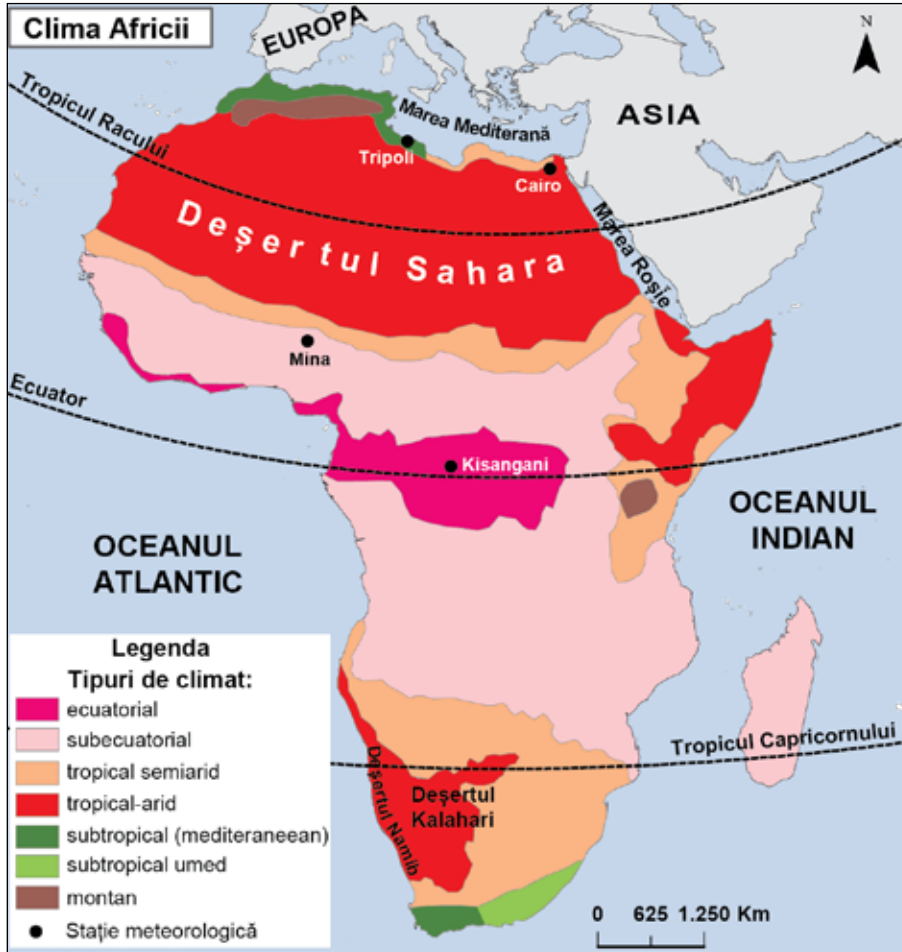 Clima Africii
EUROPA
N
ASIA
Tropicul Racului
Marea Mediterană
Tripoli
Cairo
Marea Roșie
Deșertul Sahara
Mina
Ecuator
Kisangani
OCEANUL
ATLANTIC
OCEANUL
INDIAN
Tropicul Capricornului
Deșertul Namib
Deșertul
Kalahari
Legenda
Tipuri de climat:
ecuatorial
subecuatorial
tropical semiarid
tropical-arid
subtropical (mediteraneean)
subtropical umed
montan
Stație meteorologică
0 625 1.250 Km